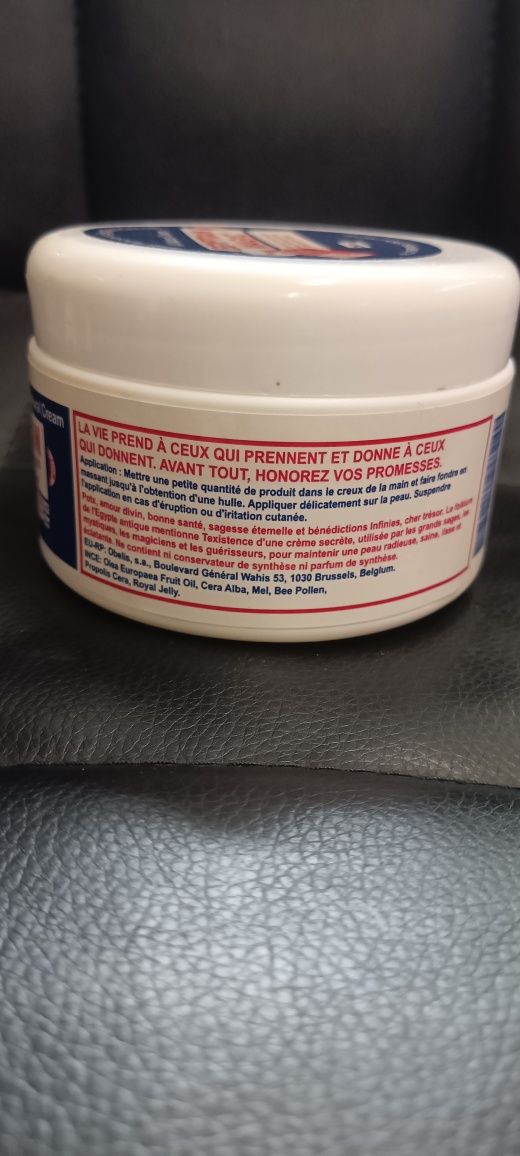 Cream
LA VIE PREND À CEUX QUI PRENNENT ET DONNE À CEUX
QUI DONNENT. AVANT TOUT, HONOREZ VOS PROMESSES.
Application : Mettre une petite quantité de produit dans le creux de la main et faire fondre en
massant jusqu'à l'obtention d'une hulle. Appliquer délicatement sur la peau. Suspendre
l'application en cas d'éruption ou d'irritation cutanée.
Potx, amour divin, bonne santé, sagesse éternelle et bénédictions Infinies, cher trésor. Le folklore
de l'Egypte antique mentionne Texistence d'une crème secrète, utilisée par les grands sages, les
mystiques, les magiciens et les guérisseurs, pour maintenir une peau radieuse, saine, lisse et
éclatante. Ne contient ni conservateur de synthèse ni parfum de synthèse.
EU-RP: Obelis, s.a., Boulevard Général Wahis 53, 1030 Brussels, Belgium.
INCE: Olea Europaea Fruit Oil, Cera Alba, Mel, Bee Pollen,
Propolis Cera, Royal Jelly.